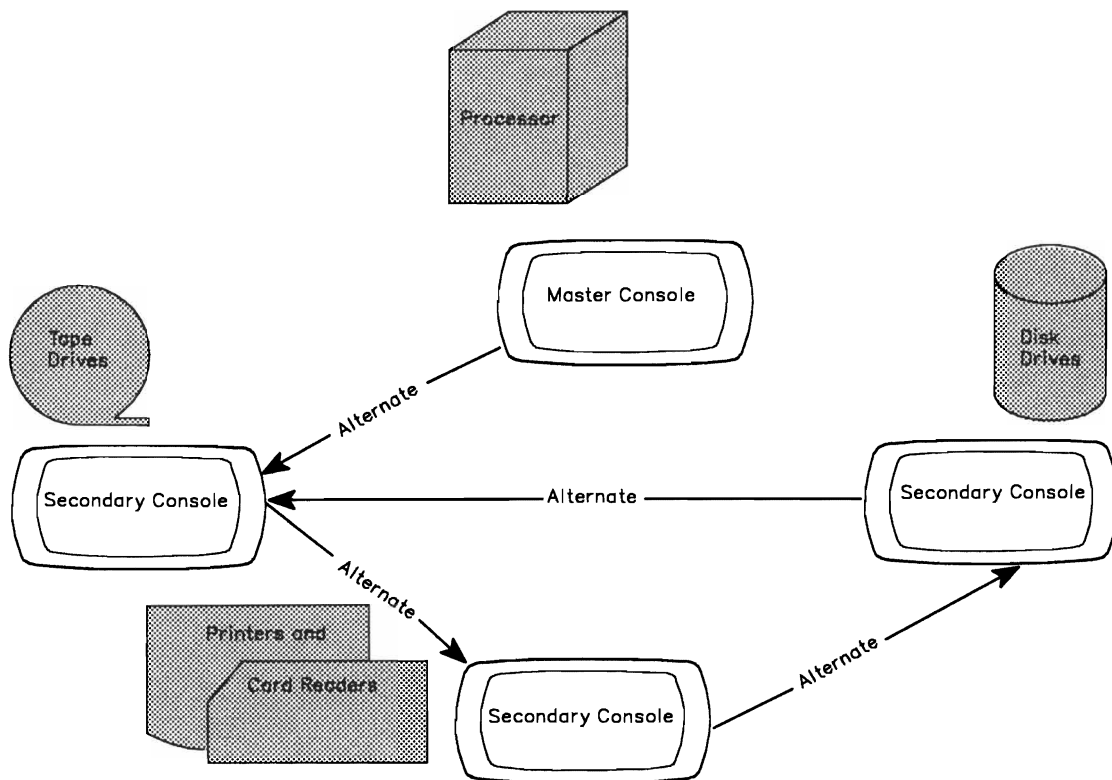 Processor
Master Console
Tape
Drives
Disk
Drives
Alternate
Secondary Console
Alternate
Secondary Console
Alternate
Printers and
Card Readers
Alternate
Secondary Console